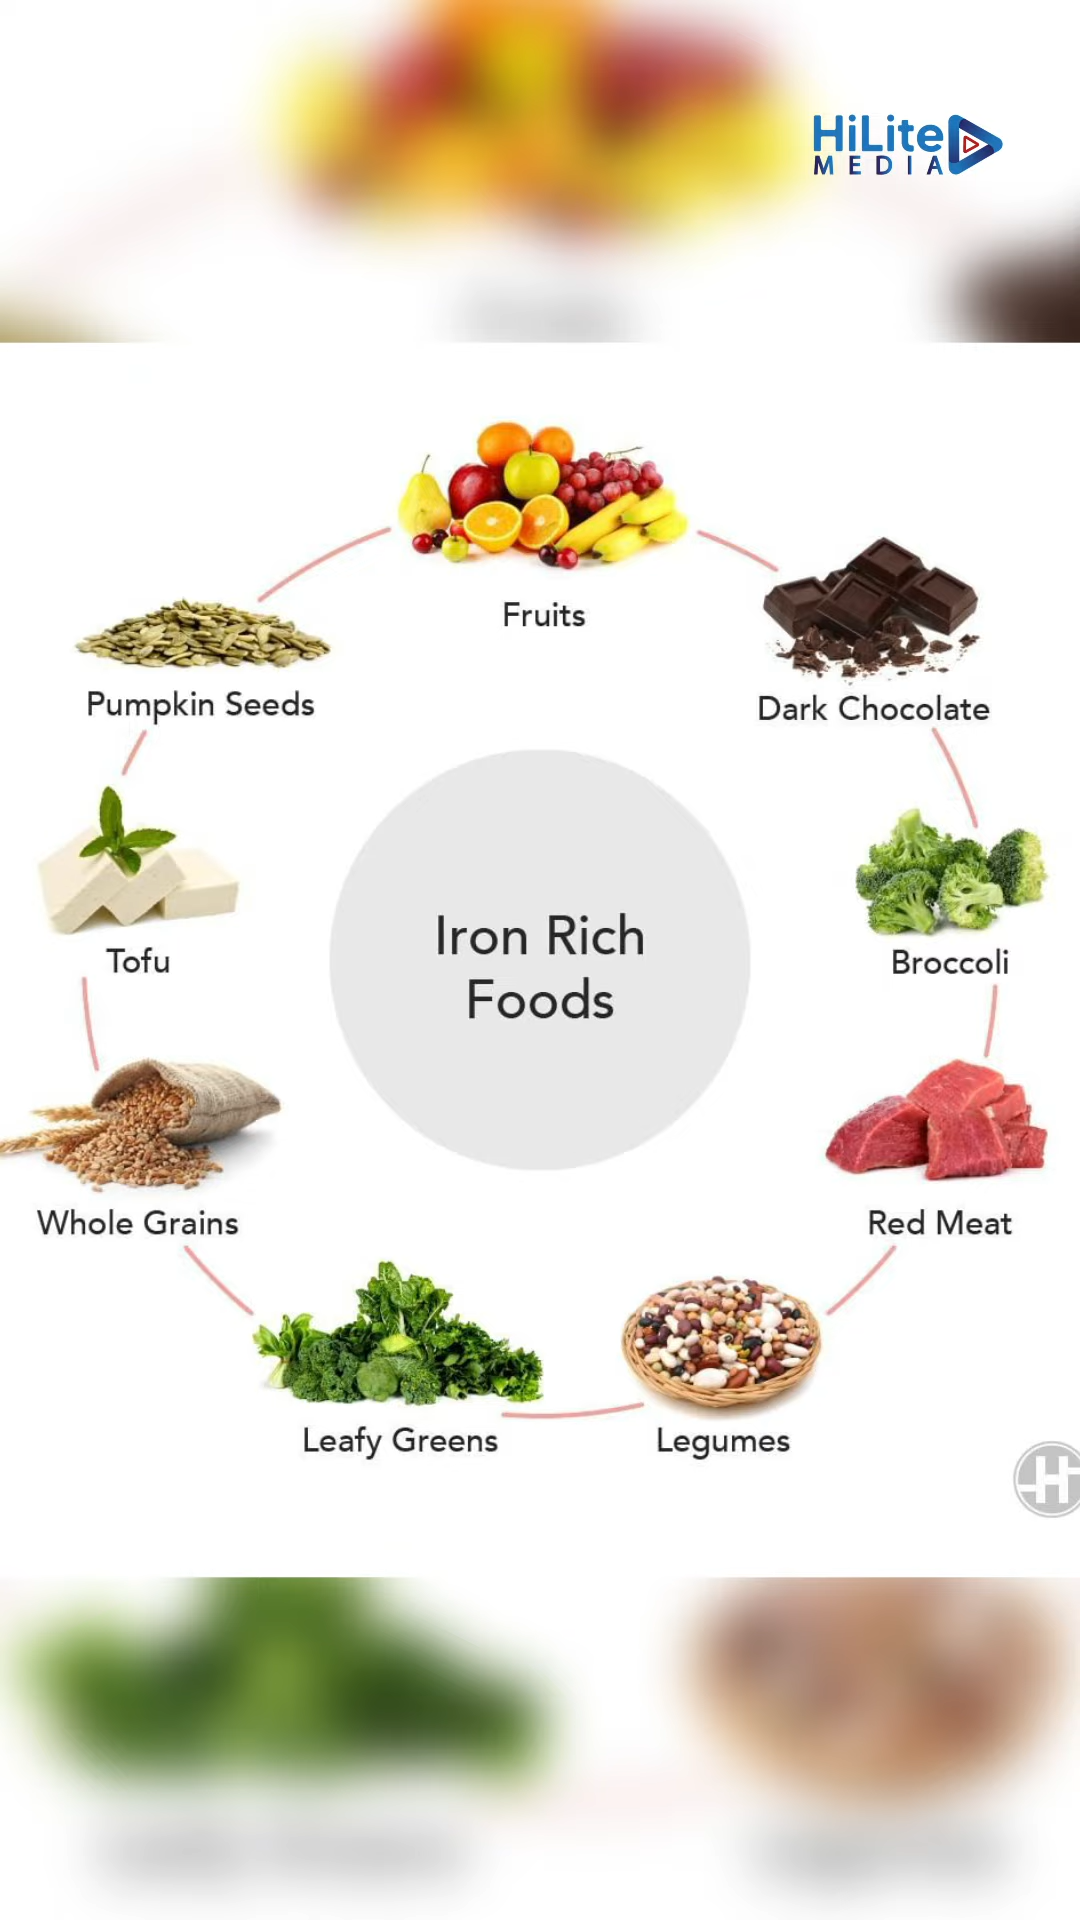 HiLite
MEDIA
Fruits
Pumpkin Seeds
Dark Chocolate
Tofu
Iron Rich
Foods
Broccoli
Whole Grains
Red Meat
Leafy Greens
Legumes
H